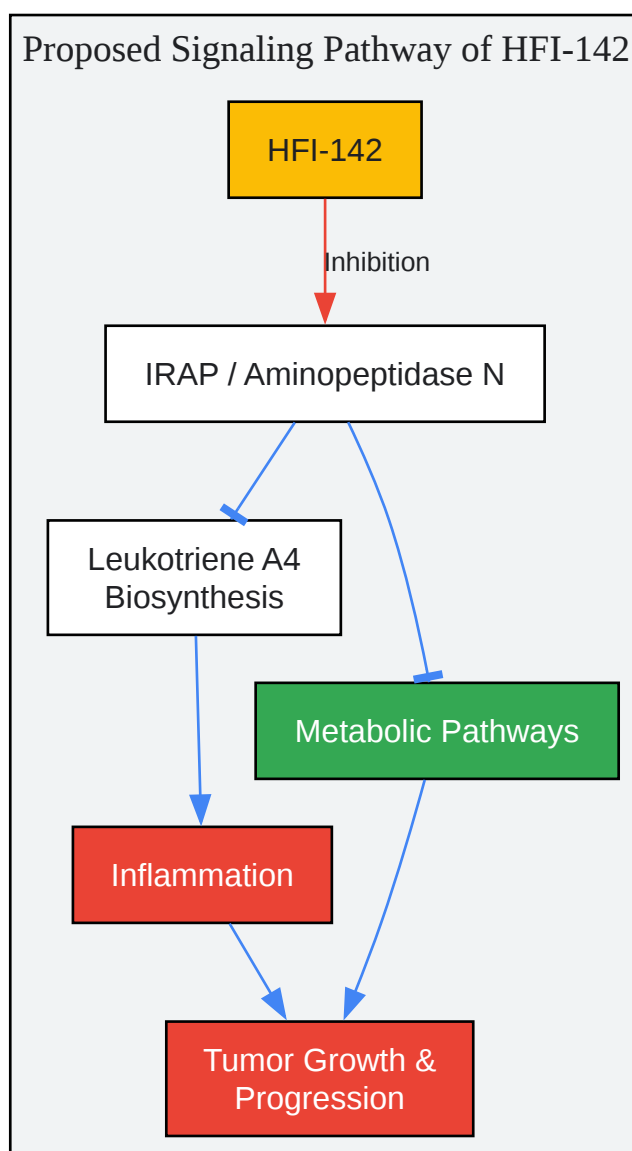 Proposed Signaling Pathway of HFI-142
HFI-142
Inhibition
IRAP / Aminopeptidase N
Leukotriene A4
Biosynthesis
Metabolic Pathways
Inflammation
Tumor Growth &
Progression